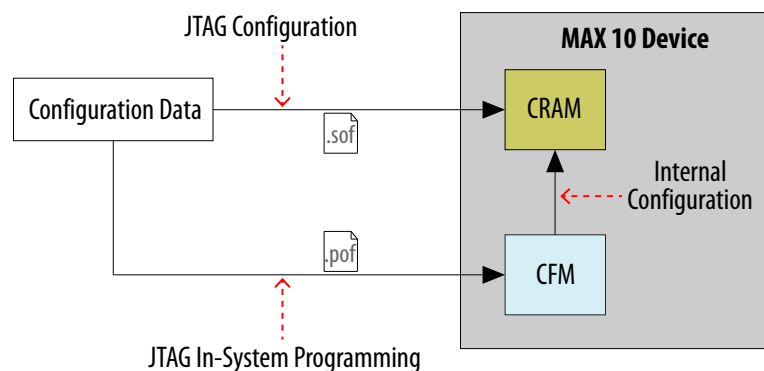 JTAG Configuration
MAX 10 Device
Configuration Data
CRAM
.sof
Internal
Configuration
.pof
CFM
JTAG In-System Programming